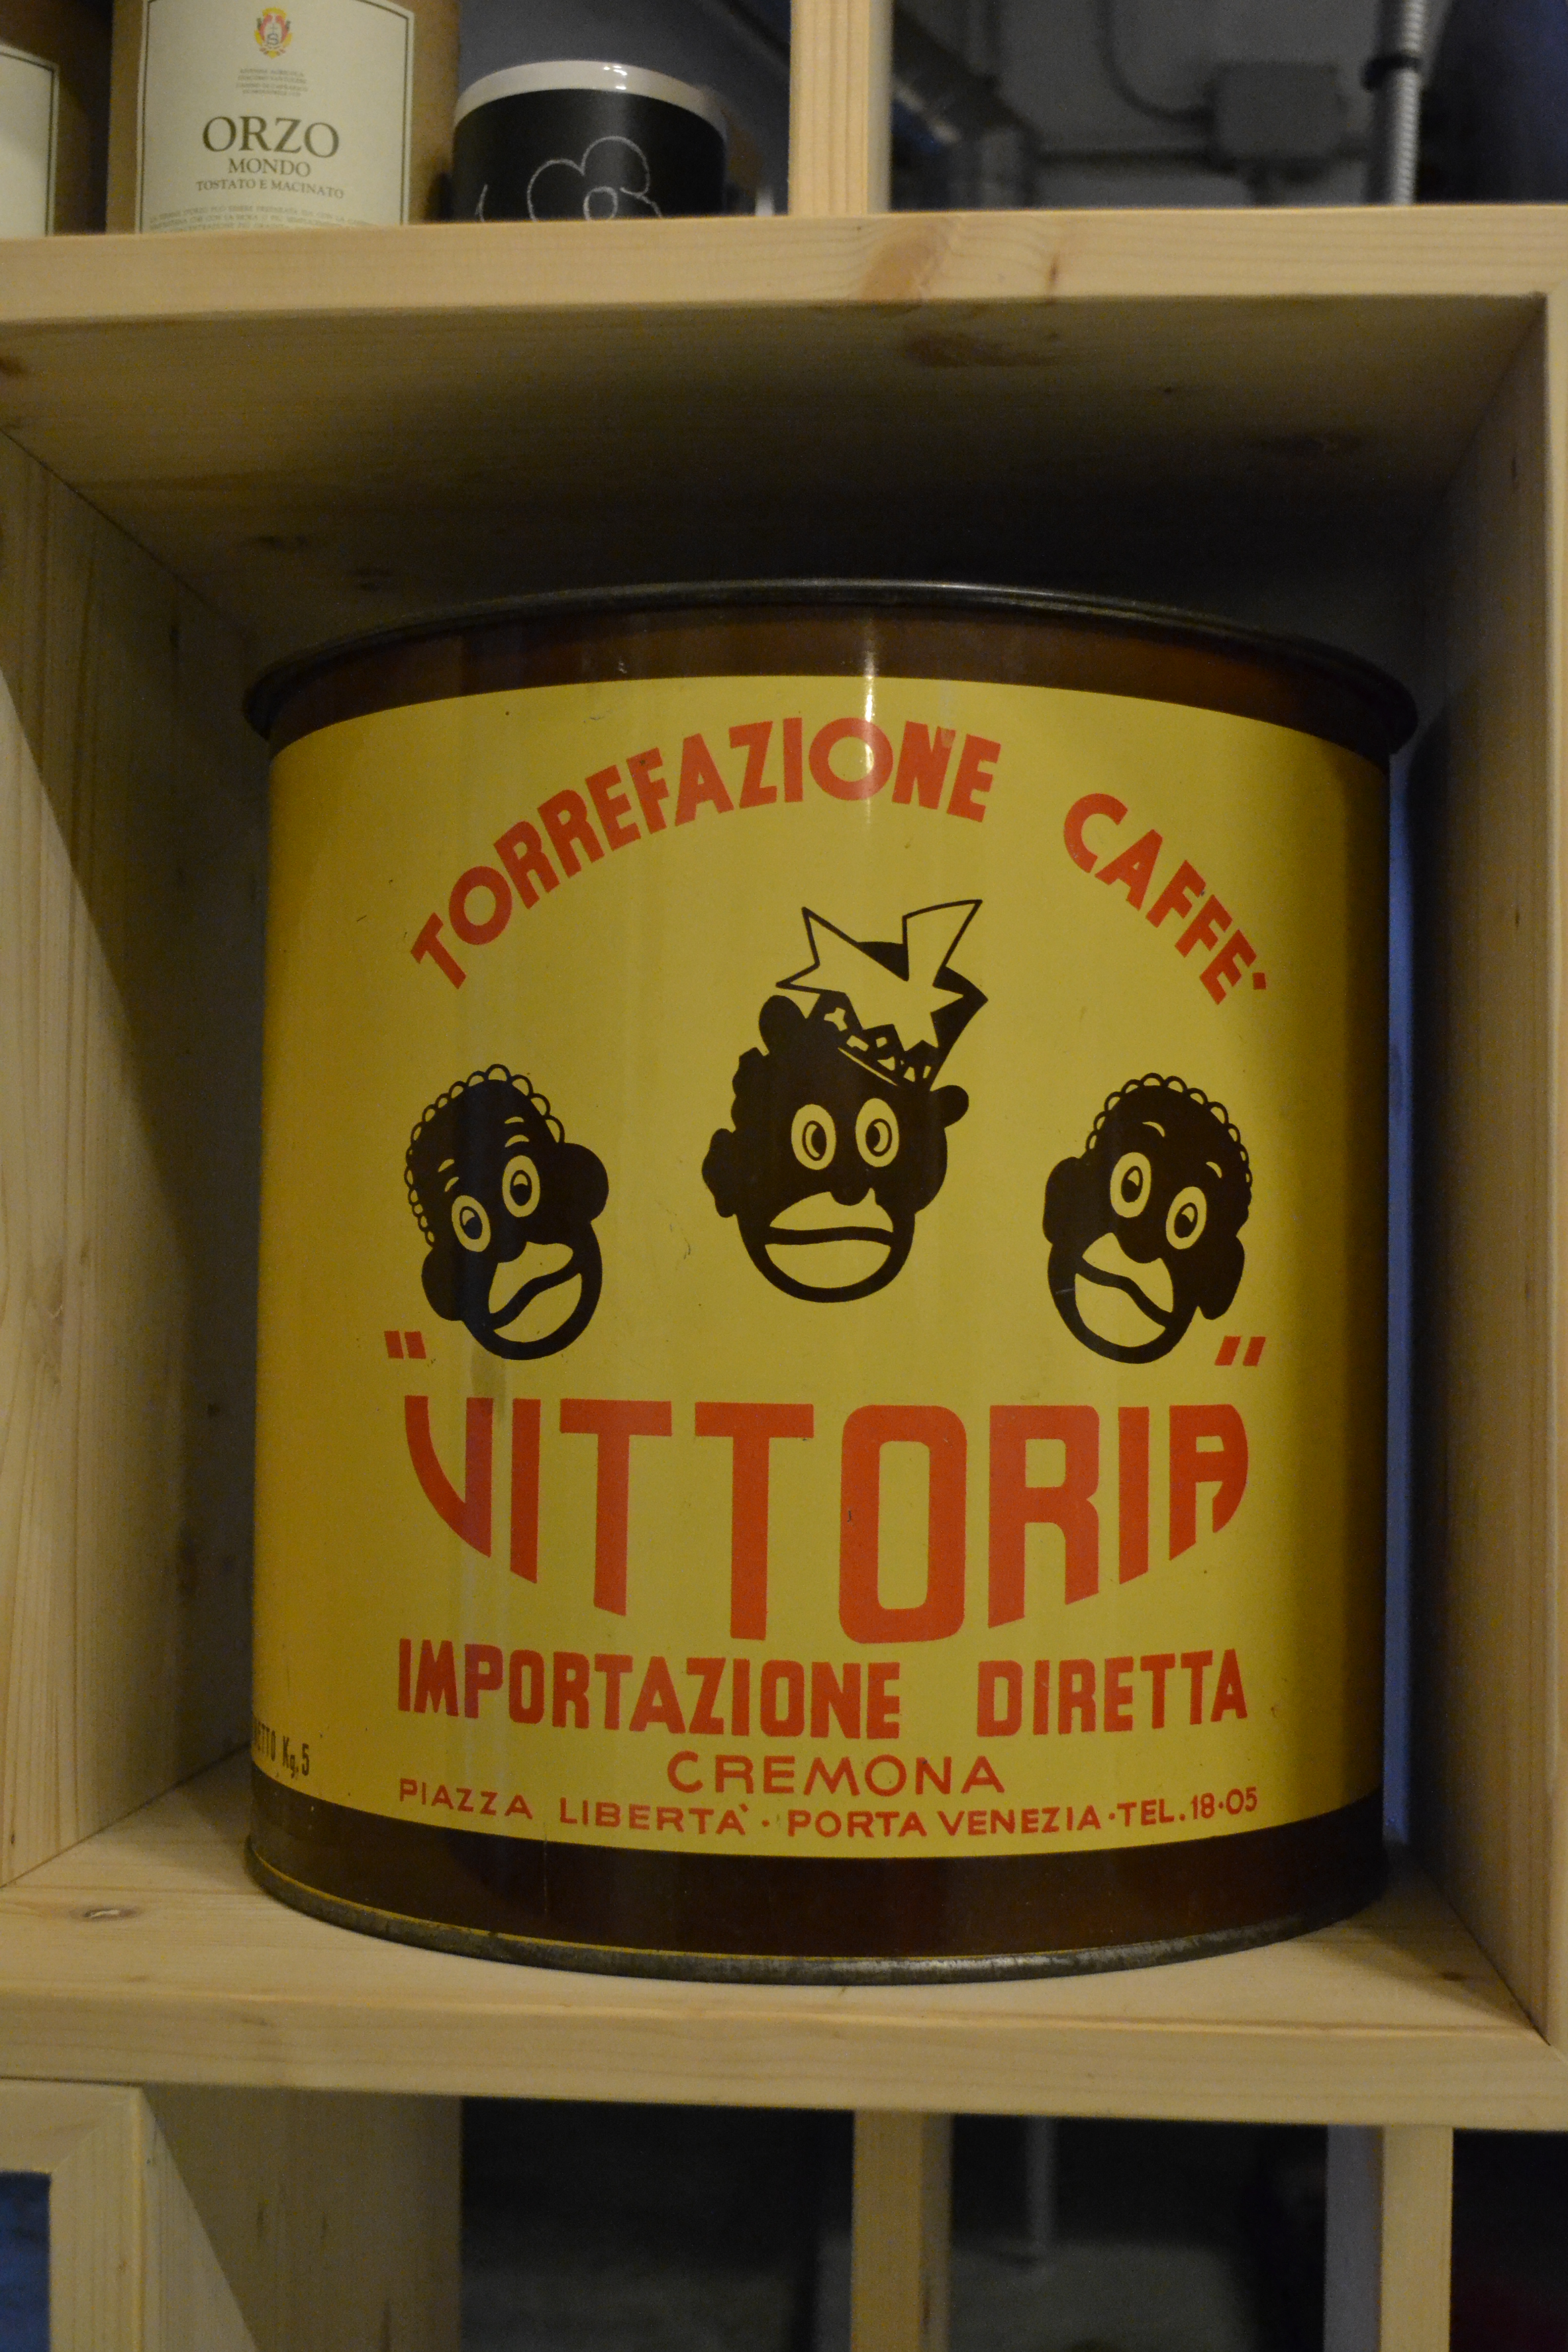 ORZO
MONDO
TOSTATO E MACINATO
TORREFAZIONE CAFFE'
"VITTORIA"
IMPORTAZIONE DIRETTA
CREMONA
PIAZZA LIBERTA' · PORTA VENEZIA · TEL. 18·05
Kg. 5